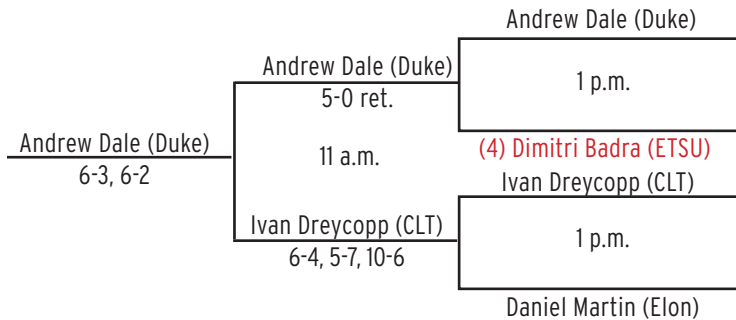 Andrew Dale (Duke)
1 p.m.
Andrew Dale (Duke)
5-0 ret.
(4) Dimitri Badra (ETSU)
Andrew Dale (Duke)
6-3, 6-2
11 a.m.
Ivan Dreycopp (CLT)
Ivan Dreycopp (CLT)
6-4, 5-7, 10-6
1 p.m.
Daniel Martin (Elon)